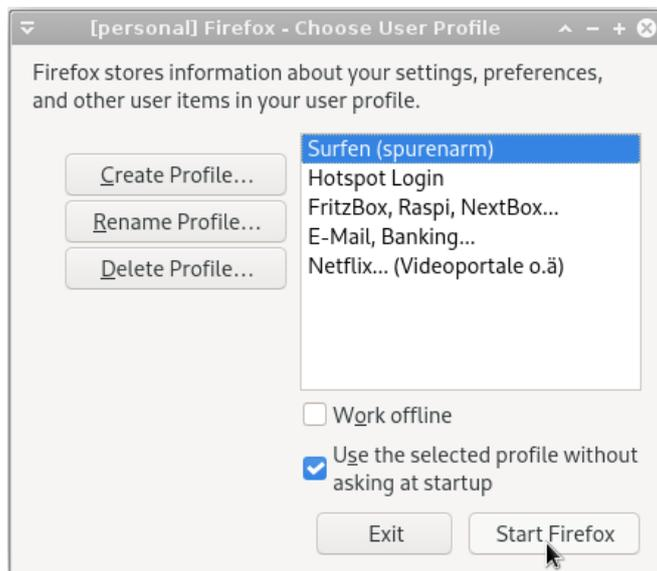 [personal] Firefox - Choose User Profile
Firefox stores information about your settings, preferences,
and other user items in your user profile.
Create Profile...
Rename Profile...
Delete Profile...
Surfen (spurenarm)
Hotspot Login
FritzBox, Raspi, NextBox...
E-Mail, Banking...
Netflix... (Videoportale o.ä)
Work offline
Use the selected profile without
asking at startup
Exit
Start Firefox